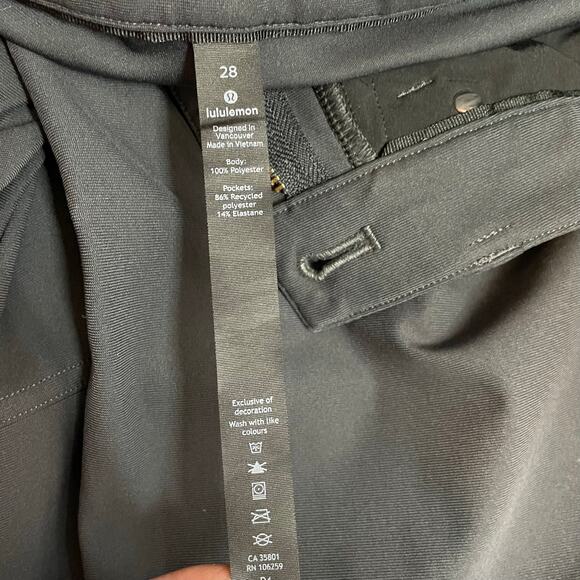 28
lululemon
Designed in
Vancouver
Made in Vietnam
Body:
100% Polyester
Pockets:
86% Recycled
polyester
14% Elastane
Exclusive of
decoration
Wash with like
colours
CA 35801
RN 106259